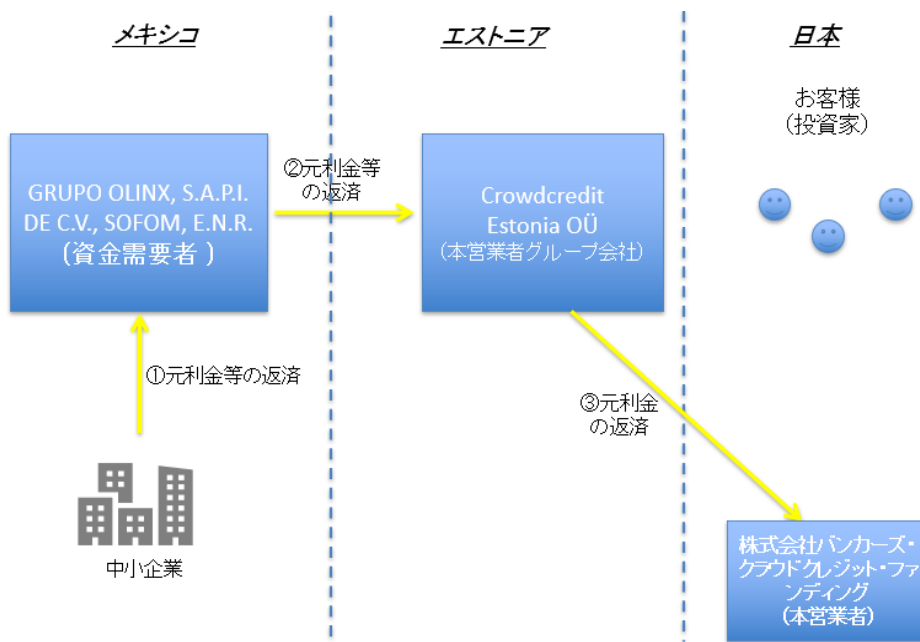 メキシコ
エストニア
日本
お客様
(投資家)
GRUPO OLINX, S.A.P.I.
DE C.V., SOFOM, E.N.R.
(資金需要者 )
②元利金等
の返済
Crowdcredit
Estonia OÜ
(本営業者グループ会社)
①元利金等の返済
③元利金
の返済
中小企業
株式会社バンカーズ・
クラウドクレジット・ファ
ンディング
(本営業者)